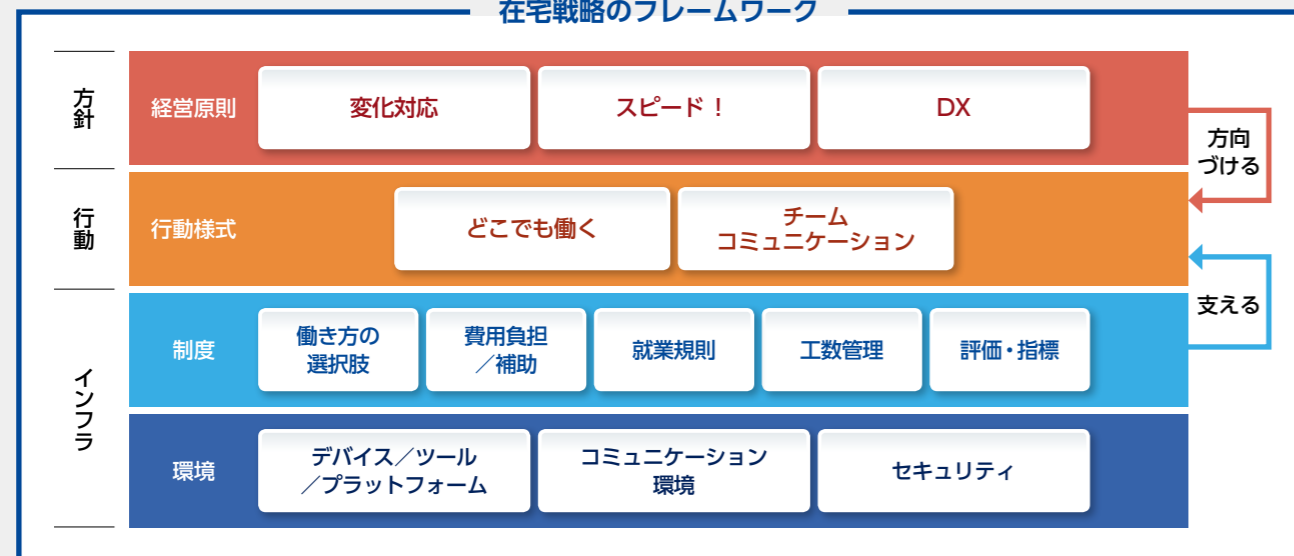 在宅戦略のフレームワーク
方針
経営原則
変化対応
スピード！
DX
方向
づける
行動
行動様式
どこでも働く
チーム
コミュニケーション
支える
インフラ
制度
働き方の
選択肢
費用負担
／補助
就業規則
工数管理
評価・指標
環境
デバイス／ツール
／プラットフォーム
コミュニケーション
環境
セキュリティ